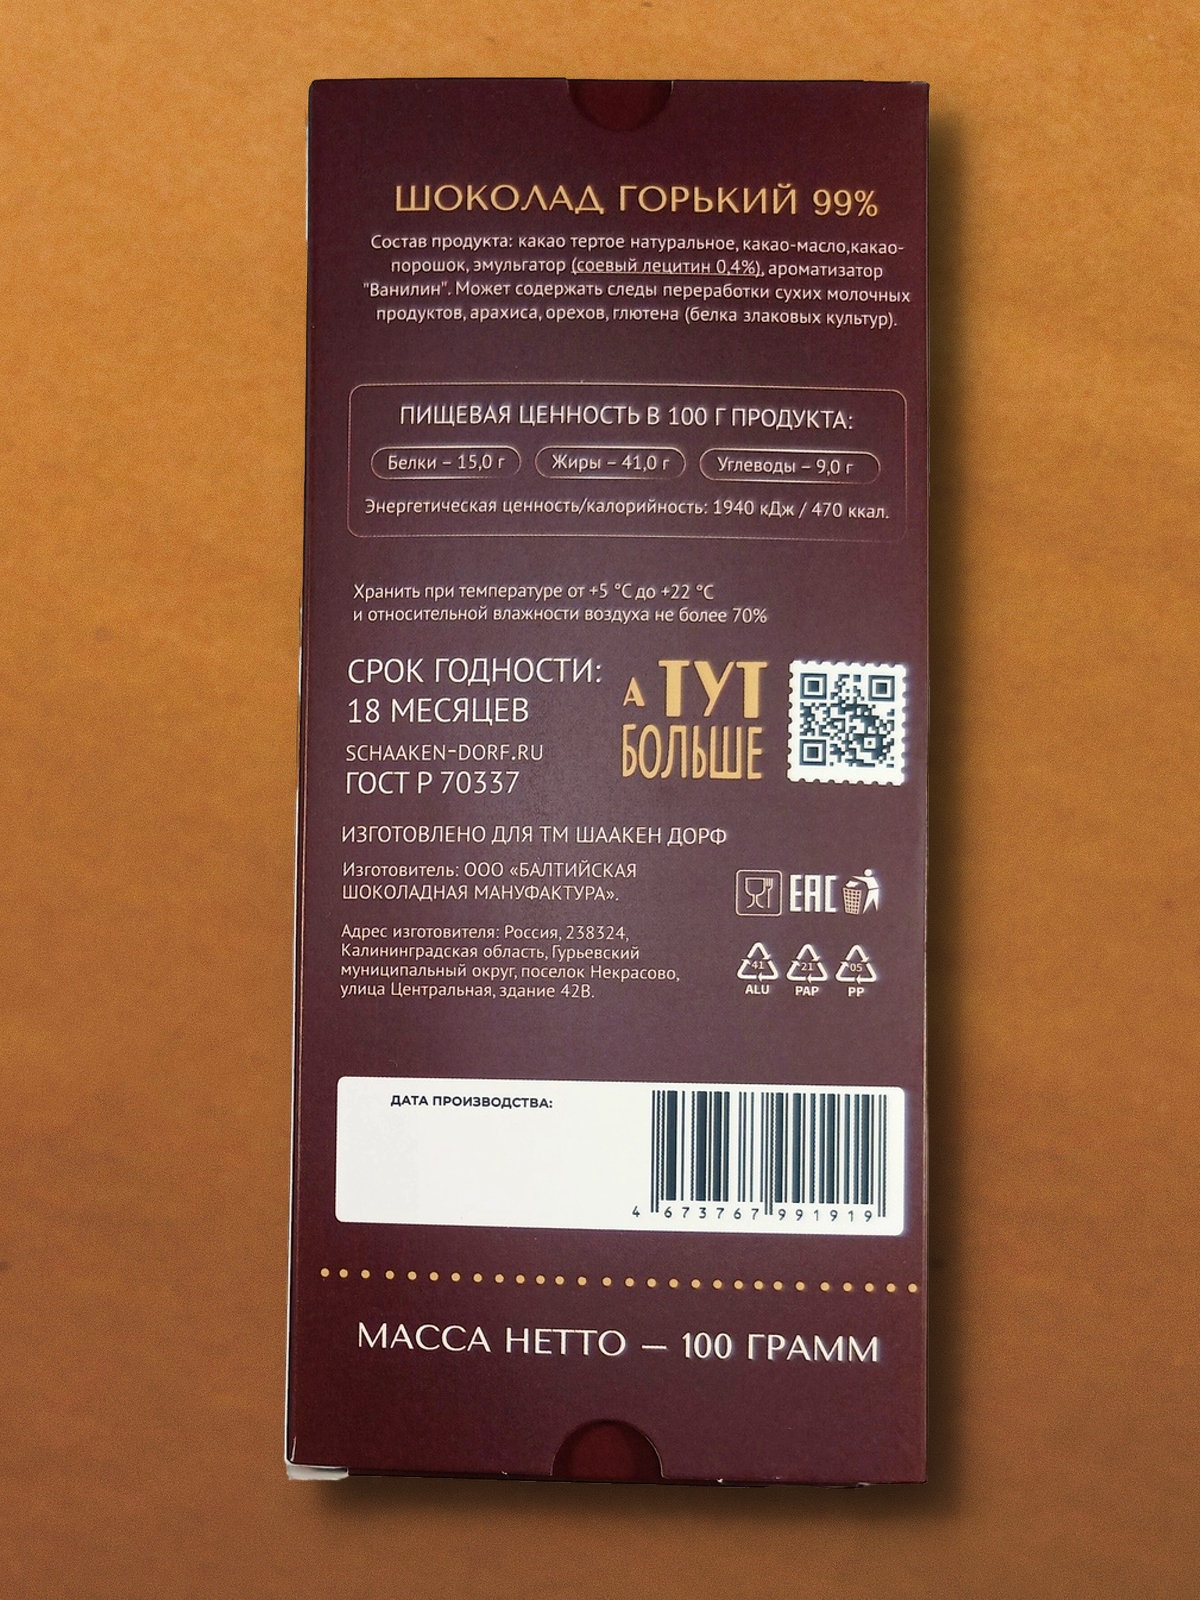 ШОКОЛАД ГОРЬКИЙ 99%
Состав продукта: какао тертое натуральное, какао-масло,какао-
порошок, эмульгатор (соевый лецитин 0,4%), ароматизатор
"Ванилин". Может содержать следы переработки сухих молочных
продуктов, арахиса, орехов, глютена (белка злаковых культур).
ПИЩЕВАЯ ЦЕННОСТЬ В 100 Г ПРОДУКТА:
Белки – 15,0 г Жиры – 41,0 г Углеводы – 9,0 г
Энергетическая ценность/калорийность: 1940 кДж / 470 ккал.
Хранить при температуре от +5 °С до +22 °С
и относительной влажности воздуха не более 70%
СРОК ГОДНОСТИ:
18 МЕСЯЦЕВ
SCHAAKEN-DORF.RU
ГОСТ Р 70337
А ТУТ
БОЛЬШЕ
ИЗГОТОВЛЕНО ДЛЯ ТМ ШААКЕН ДОРФ
Изготовитель: ООО «БАЛТИЙСКАЯ
ШОКОЛАДНАЯ МАНУФАКТУРА».
Адрес изготовителя: Россия, 238324,
Калининградская область, Гурьевский
муниципальный округ, поселок Некрасово,
улица Центральная, здание 42В.
EAC
41 21 05
ALU PAP PP
ДАТА ПРОИЗВОДСТВА:
4 673767 991919
МАССА НЕТТО – 100 ГРАММ